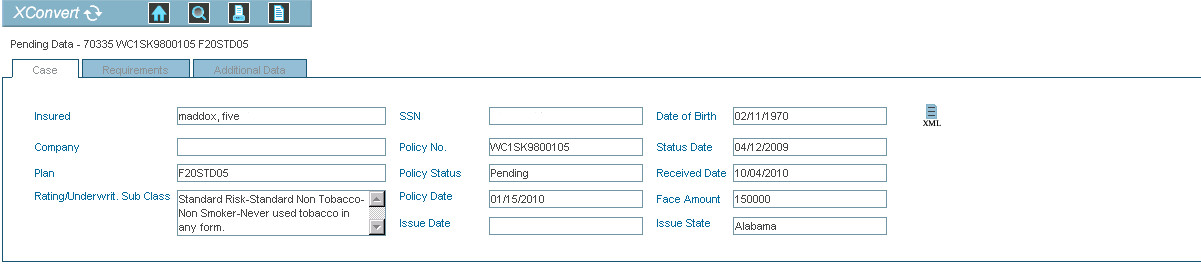 XConvert
Pending Data - 70335 WC1SK9800105 F20STD05
Case Requirements Additional Data
Insured maddox, five SSN Date of Birth 02/11/1970
XML
Company Policy No. WC1SK9800105 Status Date 04/12/2009
Plan F20STD05 Policy Status Pending Received Date 10/04/2010
Rating/Underwrit. Sub Class Standard Risk-Standard Non Tobacco- Policy Date 01/15/2010 Face Amount 150000
Non Smoker-Never used tobacco in
any form. Issue Date Issue State Alabama